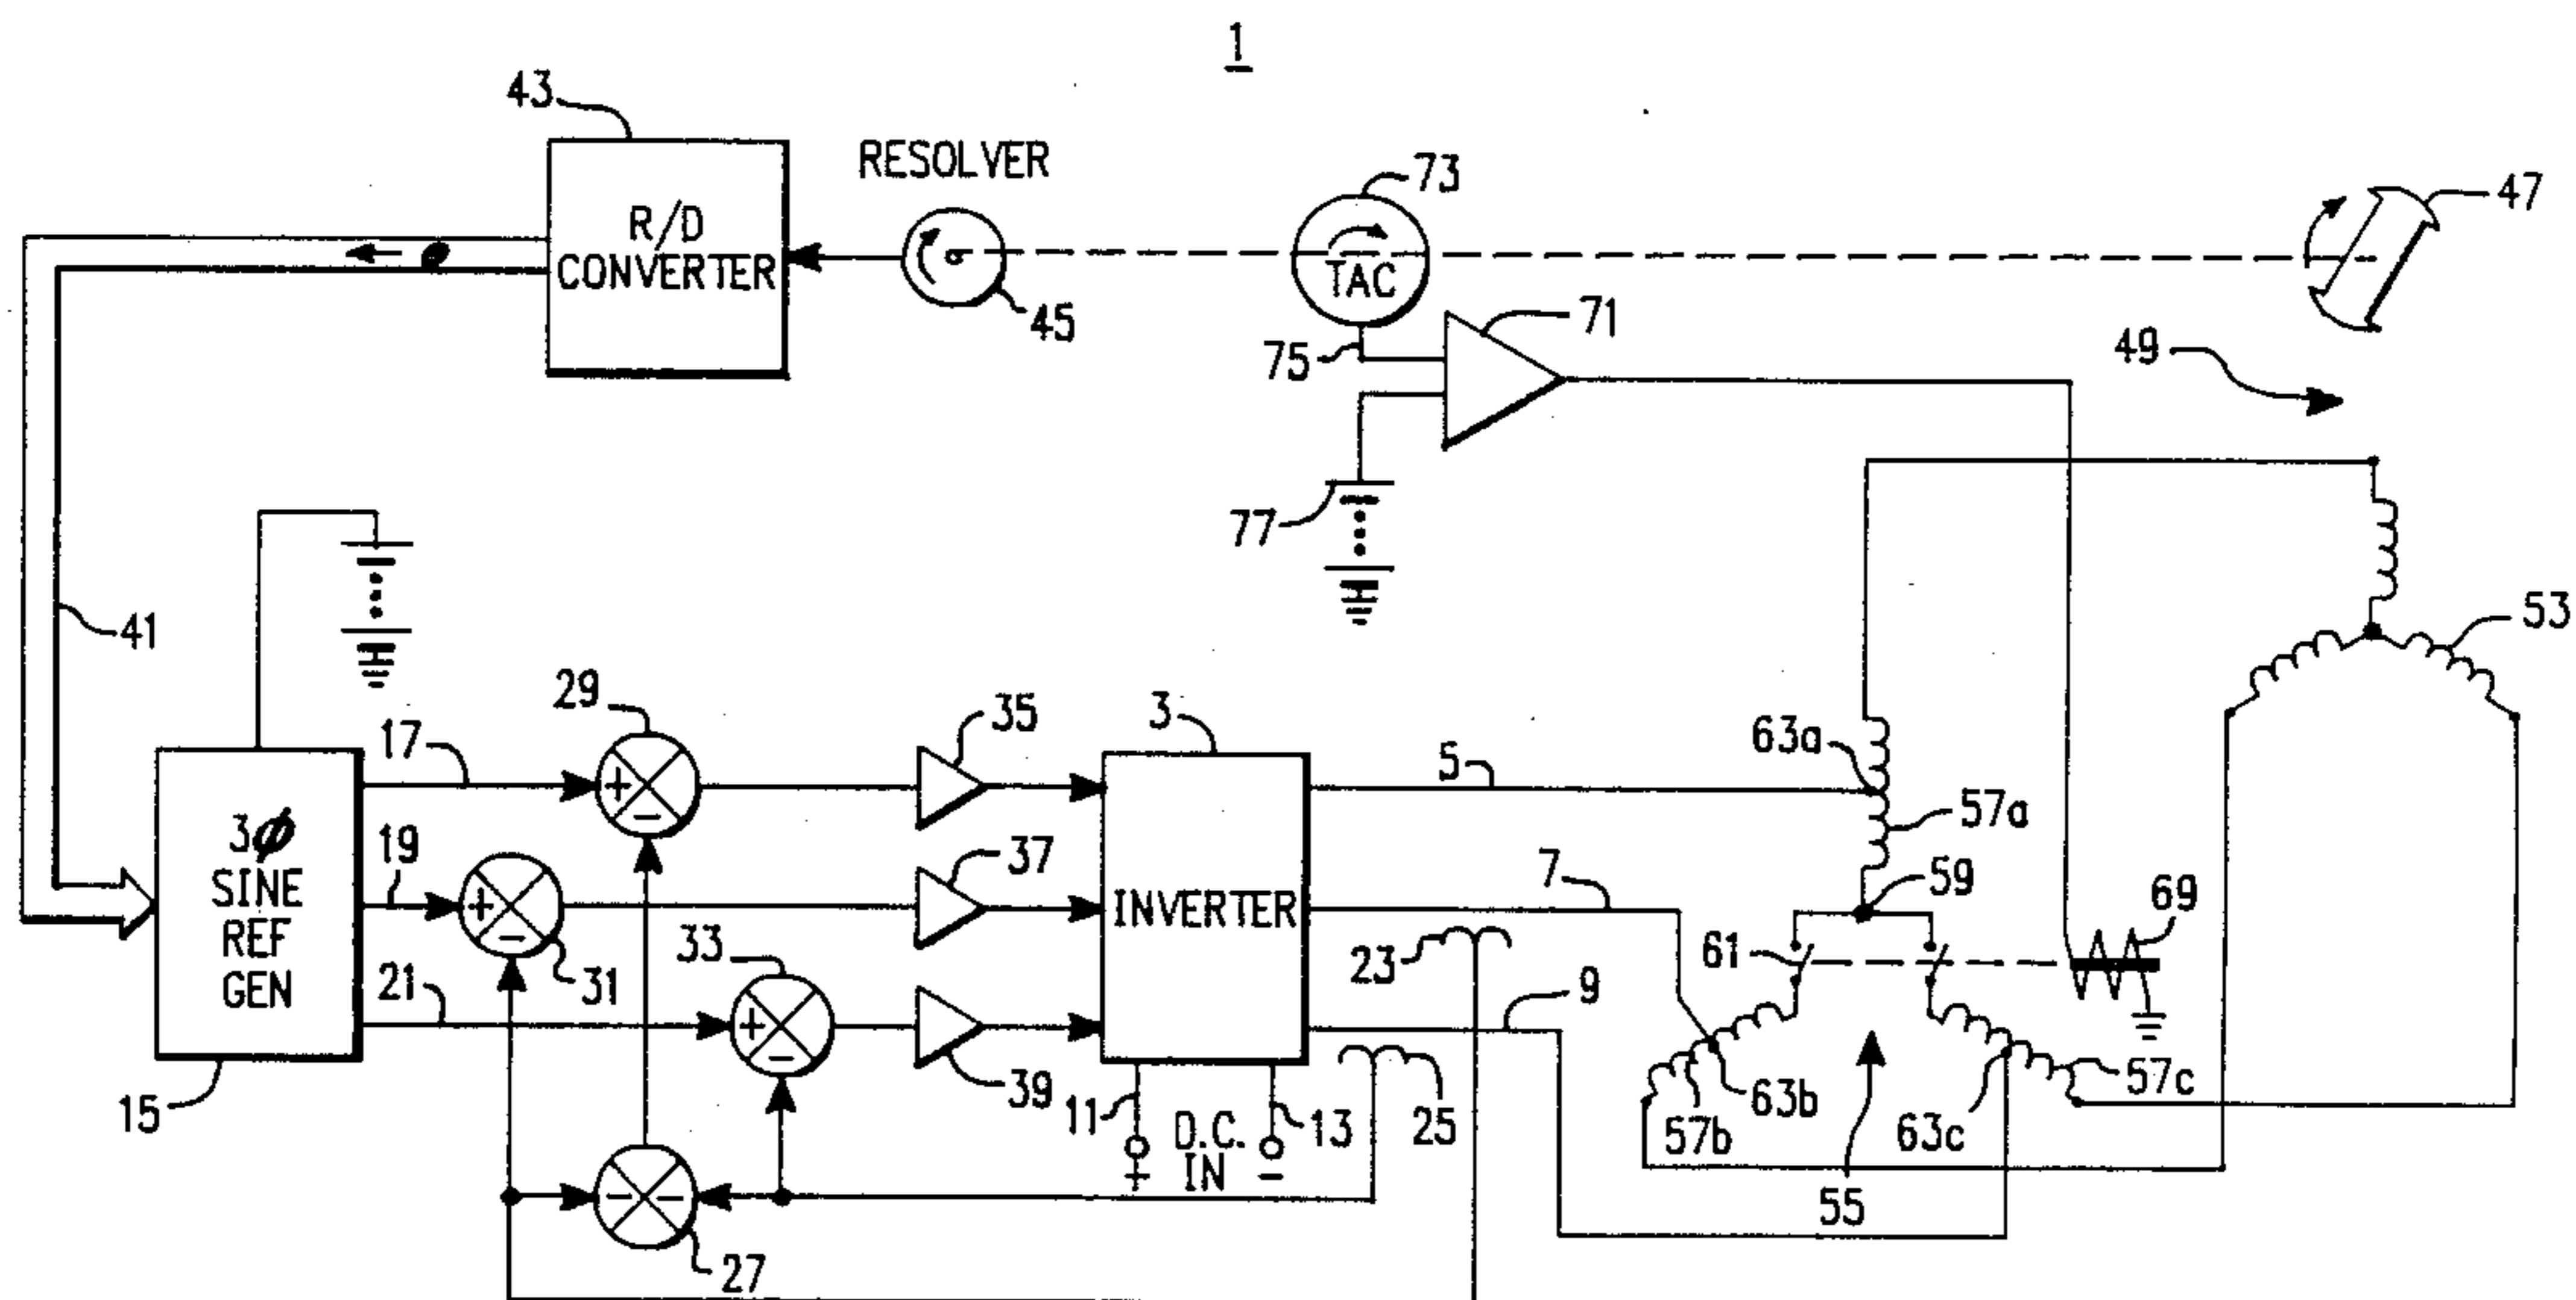 1
43
RESOLVER
R/D
CONVERTER
45
73
TAC
47
75
71
49
77
41
53
29
35
3
17
5
63a
57a
3ϕ
SINE
REF
GEN
19
37
7
59
INVERTER
69
31
33
23
61
21
9
15
39
11
13
25
57b
63b
63c
57c
D.C.
IN
+
−
55
27
+
−
+
−
+
−
−
−